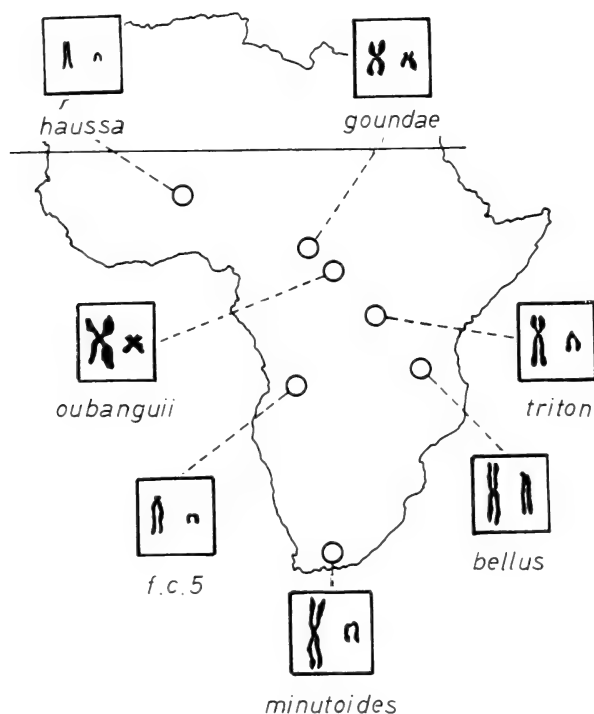 r
haussa
goundae
oubanguii
triton
f.c.5
bellus
minutoides